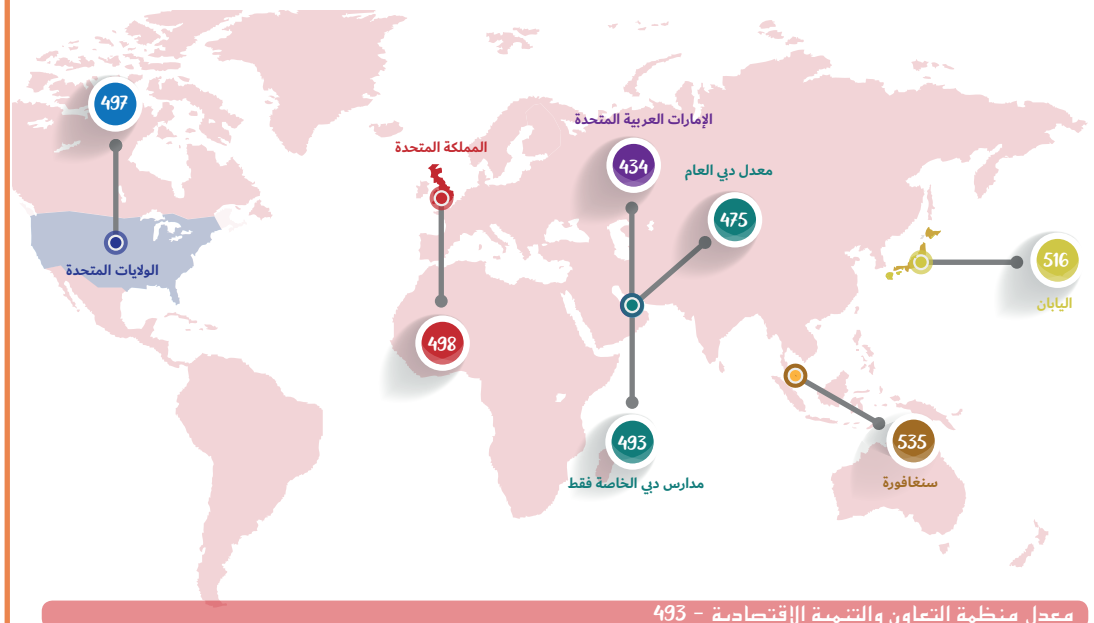 497
الولايات المتحدة
المملكة المتحدة
498
الإمارات العربية المتحدة
434
معدل دبي العام
475
493
مدارس دبي الخاصة فقط
516
اليابان
535
سنغافورة
معدل منظمة التعاون والتنمية الإقتصادية - 493